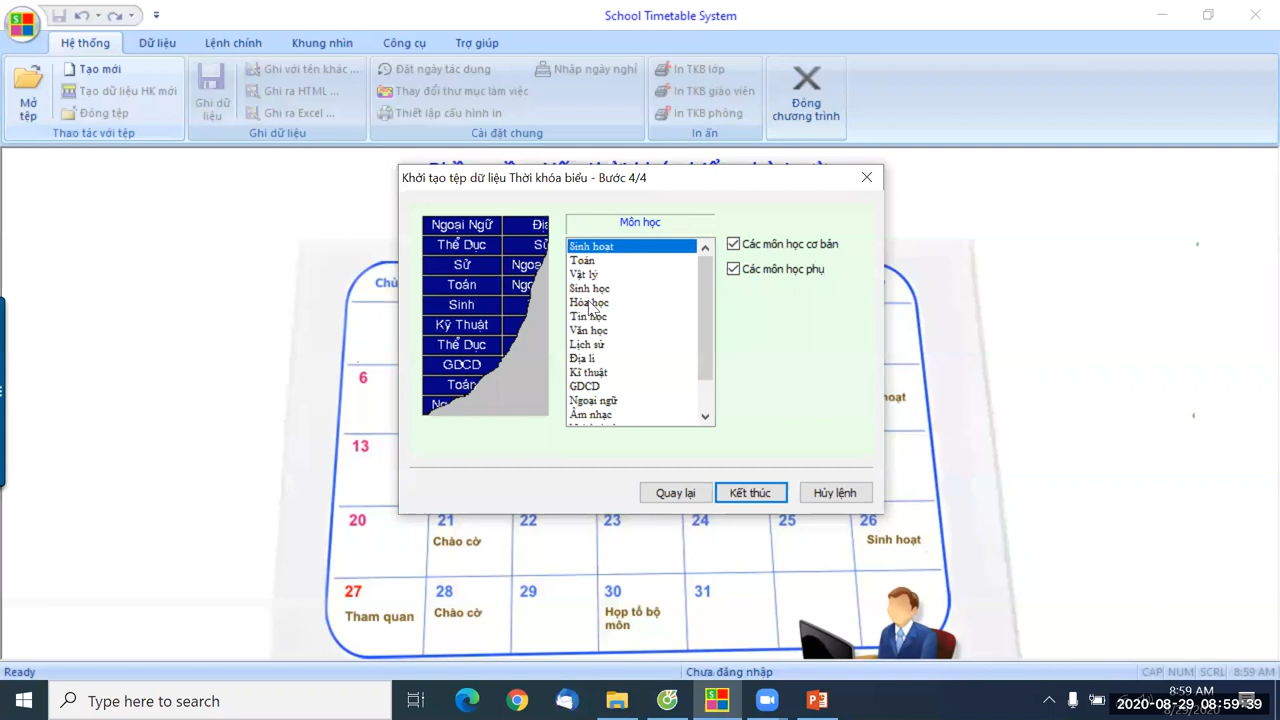 School Timetable System
Hệ thống
Dữ liệu
Lệnh chính
Khung nhìn
Công cụ
Trợ giúp
Mở tệp
Tạo mới
Tạo dữ liệu HK mới
Đóng tệp
Thao tác với tệp
Ghi dữ liệu
Ghi với tên khác ...
Ghi ra HTML ...
Ghi ra Excel ...
Ghi dữ liệu
Đặt ngày tác dụng
Thay đổi thư mục làm việc
Thiết lập cấu hình in
Nhập ngày nghỉ
Cài đặt chung
In TKB lớp
In TKB giáo viên
In TKB phòng
In ấn
Đóng chương trình
Khởi tạo tệp dữ liệu Thời khóa biểu - Bước 4/4
Ngoại Ngữ
Thể Dục
Sử
Toán
Sinh
Kỹ Thuật
Thể Dục
GDCD
Toán
Môn học
Sinh hoạt
Toán
Vật lý
Sinh học
Hóa học
Tin học
Văn học
Lịch sử
Địa lí
Kĩ thuật
GDCD
Ngoại ngữ
Âm nhạc
Các môn học cơ bản
Các môn học phụ
Quay lại
Kết thúc
Hủy lệnh
6
13
20
21
Chào cờ
22
23
24
25
26
Sinh hoạt
27
Tham quan
28
Chào cờ
29
30
Họp tổ bộ
môn
31
Ready
Chưa đăng nhập
CAP NUM SCRL 8:59 AM
Type here to search
8:59 AM
2020-08-29 08:59:39